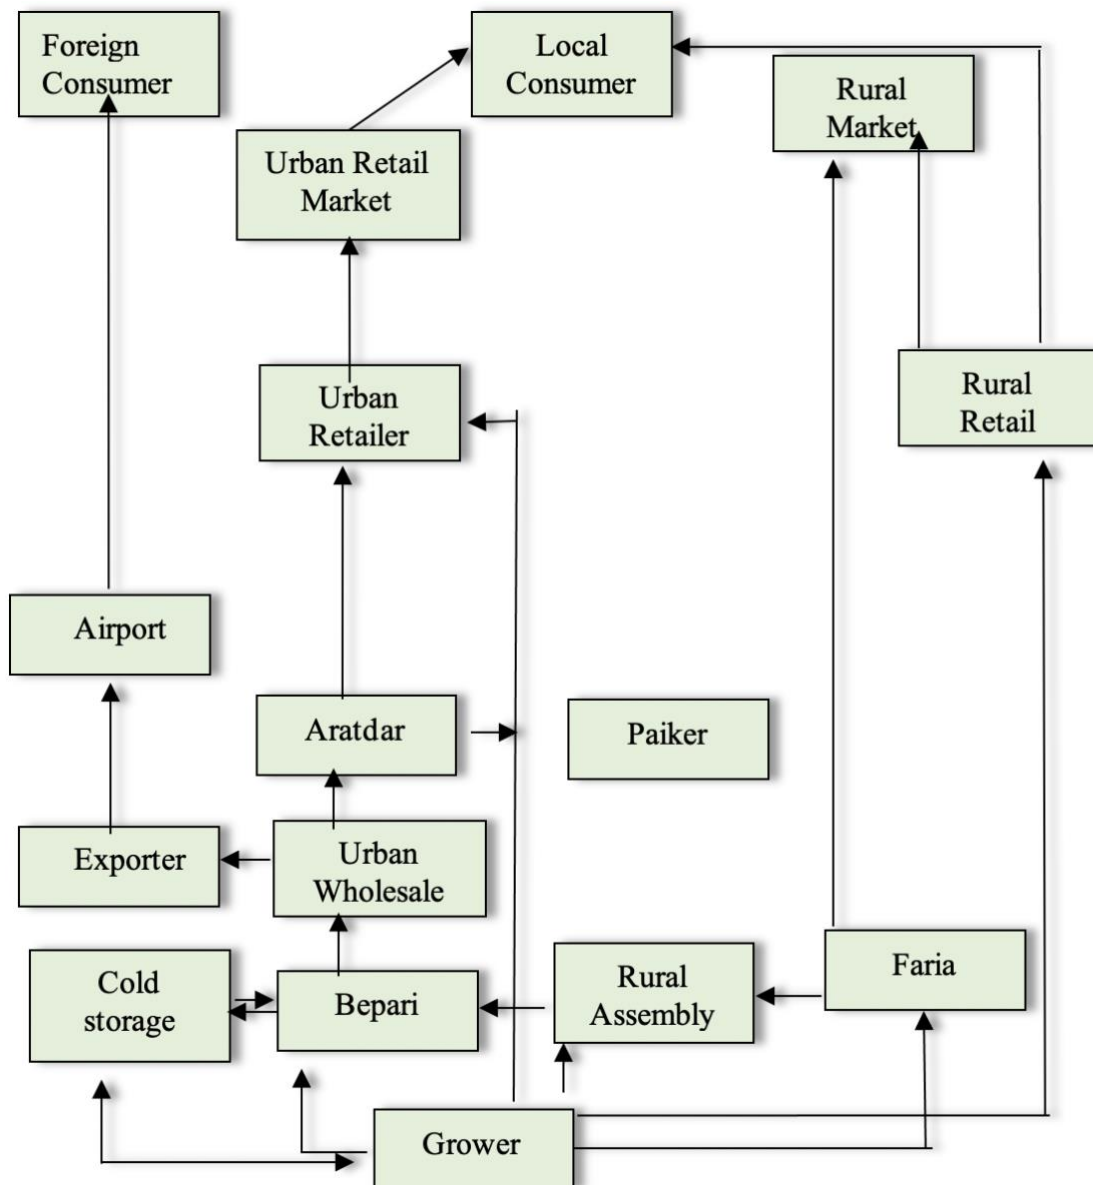 Foreign
Consumer
Local
Consumer
Rural
Market
Urban Retail
Market
Urban
Retailer
Rural
Retail
Airport
Aratdar
Paiker
Exporter
Urban
Wholesale
Cold
storage
Bepari
Rural
Assembly
Faria
Grower